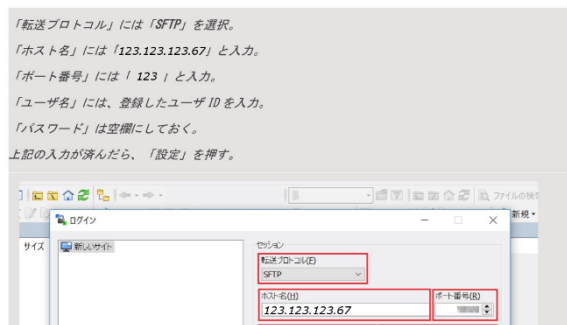 「転送プロトコル」には「SFTP」を選択。
「ホスト名」には「123.123.123.67」と入力。
「ポート番号」には「 123 」と入力。
「ユーザ名」には、登録したユーザ ID を入力。
「パスワード」は空欄にしておく。
上記の入力が済んだら、「設定」を押す。
ファイルの検
新規
ログイン
サイズ
新しいサイト
セッション
転送プロトコル(F)
SFTP
ホスト名(H)
ポート番号(R)
123.123.123.67